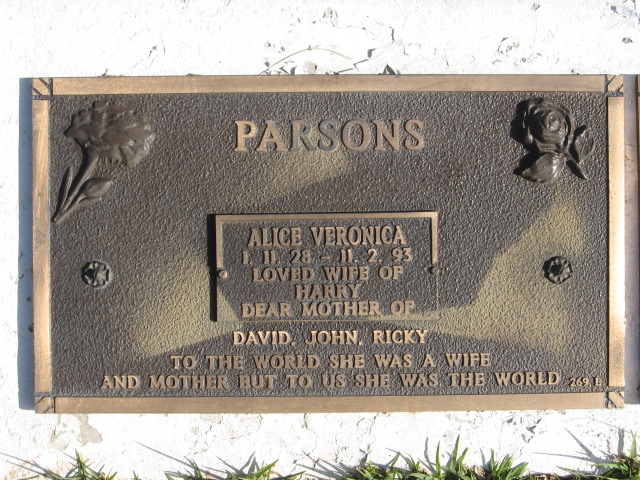 PARSONS
ALICE VERONICA
1. 11. 28 - 11. 2. 93
LOVED WIFE OF
HARRY
DEAR MOTHER OF
DAVID, JOHN, RICKY
TO THE WORLD SHE WAS A WIFE
AND MOTHER BUT TO US SHE WAS THE WORLD
269 L